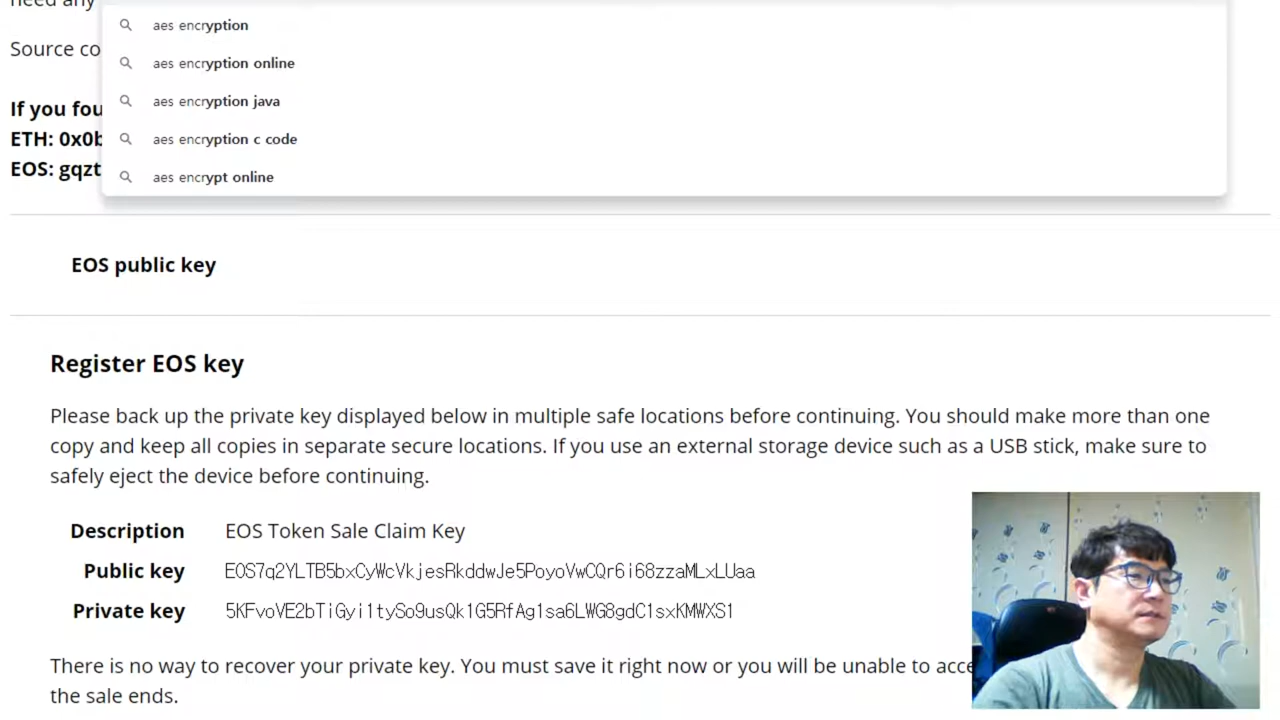 need any
aes encryption
Source co
aes encryption online
aes encryption java
If you fou
ETH: 0x0b
aes encryption c code
EOS: gqzt
aes encrypt online
EOS public key
Register EOS key
Please back up the private key displayed below in multiple safe locations before continuing. You should make more than one
copy and keep all copies in separate secure locations. If you use an external storage device such as a USB stick, make sure to
safely eject the device before continuing.
Description EOS Token Sale Claim Key
Public key EOS7q2YLTB5bxCyWcVkjesRkddwJe5PoyoVwCQr6i68zzaMLxLUaa
Private key 5KFvoVE2bTiGyi1tySo9usQk1G5RfAg1sa6LWG8gdC1sxKMWXS1
There is no way to recover your private key. You must save it right now or you will be unable to acce
the sale ends.